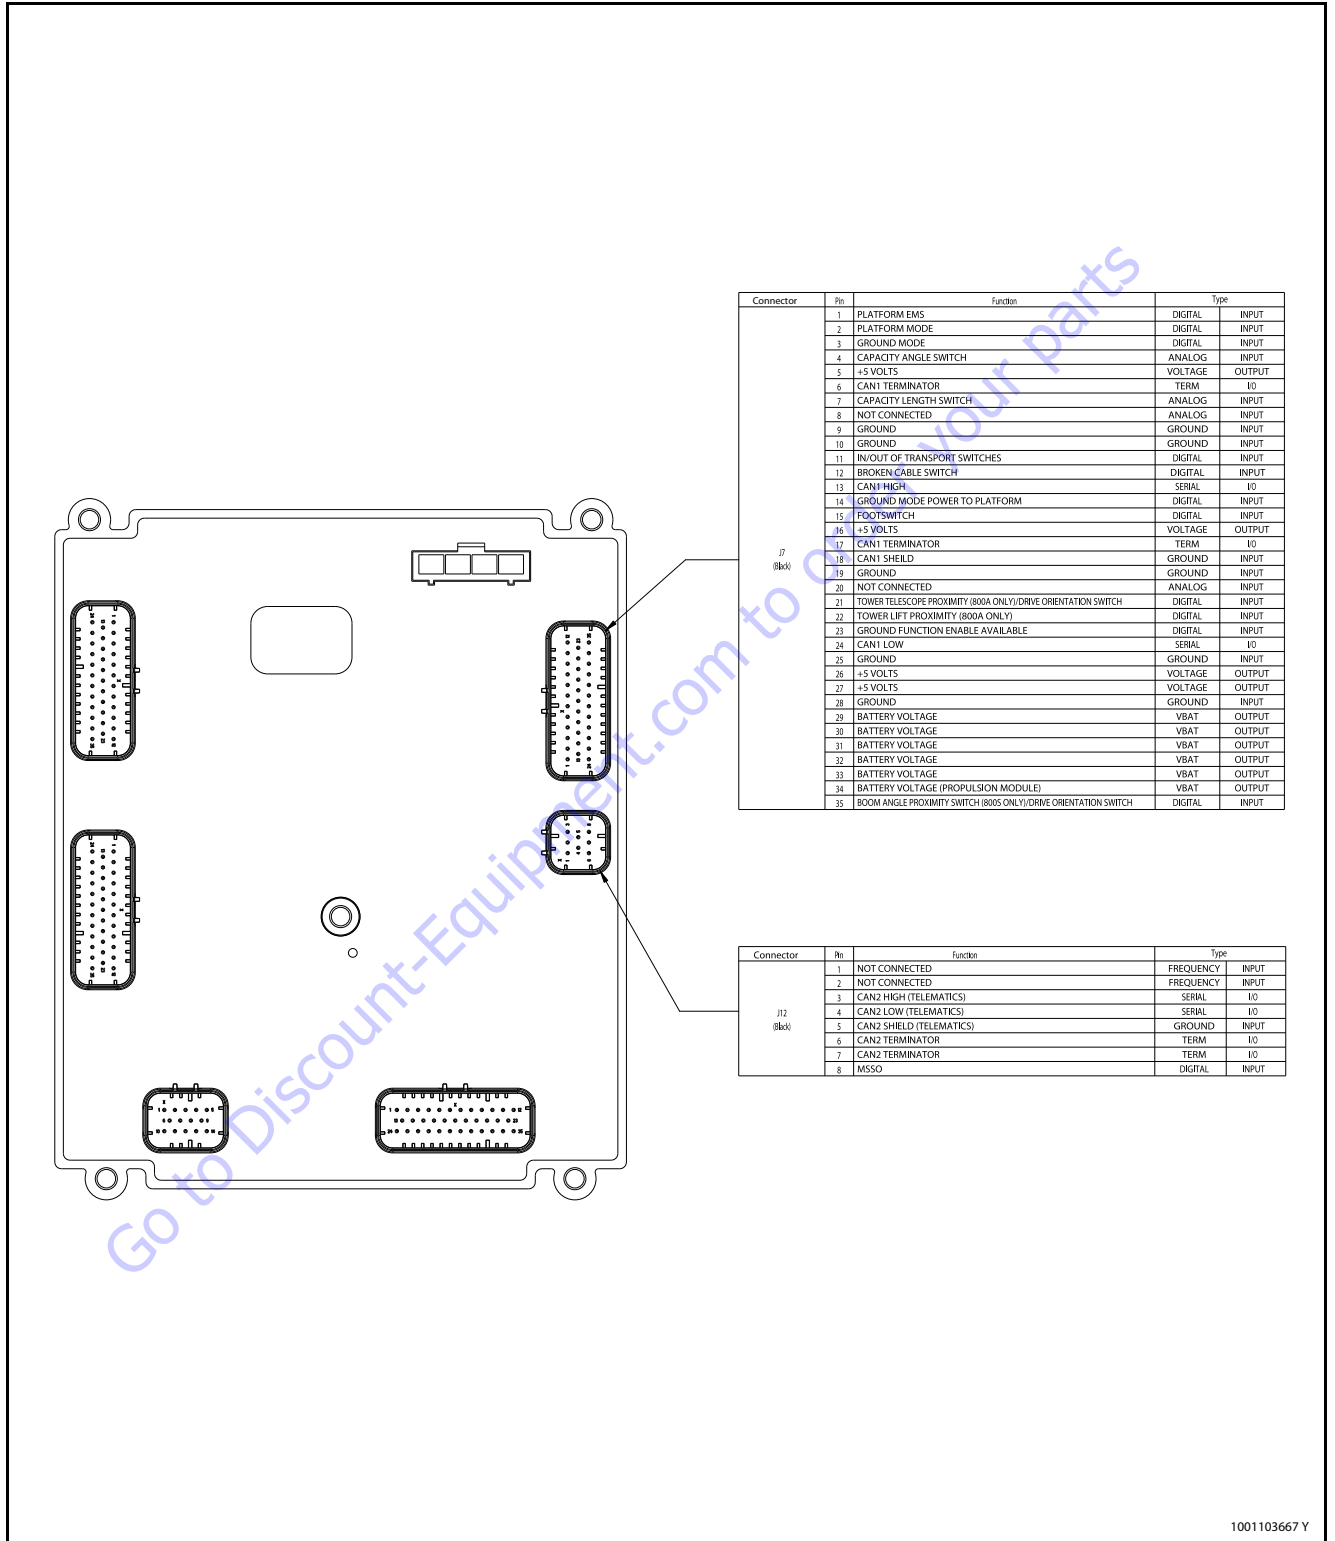 Connector Pin Function Type
1 PLATFORM EMS DIGITAL INPUT
2 PLATFORM MODE DIGITAL INPUT
3 GROUND MODE DIGITAL INPUT
4 CAPACITY ANGLE SWITCH ANALOG INPUT
5 +5 VOLTS VOLTAGE OUTPUT
6 CAN1 TERMINATOR TERM I/O
7 CAPACITY LENGTH SWITCH ANALOG INPUT
8 NOT CONNECTED ANALOG INPUT
9 GROUND GROUND INPUT
10 GROUND GROUND INPUT
11 IN/OUT OF TRANSPORT SWITCHES DIGITAL INPUT
12 BROKEN CABLE SWITCH DIGITAL INPUT
13 CAN1 HIGH SERIAL I/O
14 GROUND MODE POWER TO PLATFORM DIGITAL INPUT
15 FOOTSWITCH DIGITAL INPUT
16 +5 VOLTS VOLTAGE OUTPUT
17 CAN1 TERMINATOR TERM I/O
J7
18 CAN1 SHEILD GROUND INPUT
(Black)
19 GROUND GROUND INPUT
20 NOT CONNECTED ANALOG INPUT
21 TOWER TELESCOPE PROXIMITY (800A ONLY)/DRIVE ORIENTATION SWITCH DIGITAL INPUT
22 TOWER LIFT PROXIMITY (800A ONLY) DIGITAL INPUT
23 GROUND FUNCTION ENABLE AVAILABLE DIGITAL INPUT
24 CAN1 LOW SERIAL I/O
25 GROUND GROUND INPUT
26 +5 VOLTS VOLTAGE OUTPUT
27 +5 VOLTS VOLTAGE OUTPUT
28 GROUND GROUND INPUT
29 BATTERY VOLTAGE VBAT OUTPUT
30 BATTERY VOLTAGE VBAT OUTPUT
31 BATTERY VOLTAGE VBAT OUTPUT
32 BATTERY VOLTAGE VBAT OUTPUT
33 BATTERY VOLTAGE VBAT OUTPUT
34 BATTERY VOLTAGE (PROPULSION MODULE) VBAT OUTPUT
35 BOOM ANGLE PROXIMITY SWITCH (800S ONLY)/DRIVE ORIENTATION SWITCH DIGITAL INPUT
Connector Pin Function Type
1 NOT CONNECTED FREQUENCY INPUT
2 NOT CONNECTED FREQUENCY INPUT
3 CAN2 HIGH (TELEMATICS) SERIAL I/O
J12
4 CAN2 LOW (TELEMATICS) SERIAL I/O
(Black)
5 CAN2 SHIELD (TELEMATICS) GROUND INPUT
6 CAN2 TERMINATOR TERM I/O
7 CAN2 TERMINATOR TERM I/O
8 MSSO DIGITAL INPUT
Go to Discount-Equipment.com to order your parts
1001103667 Y